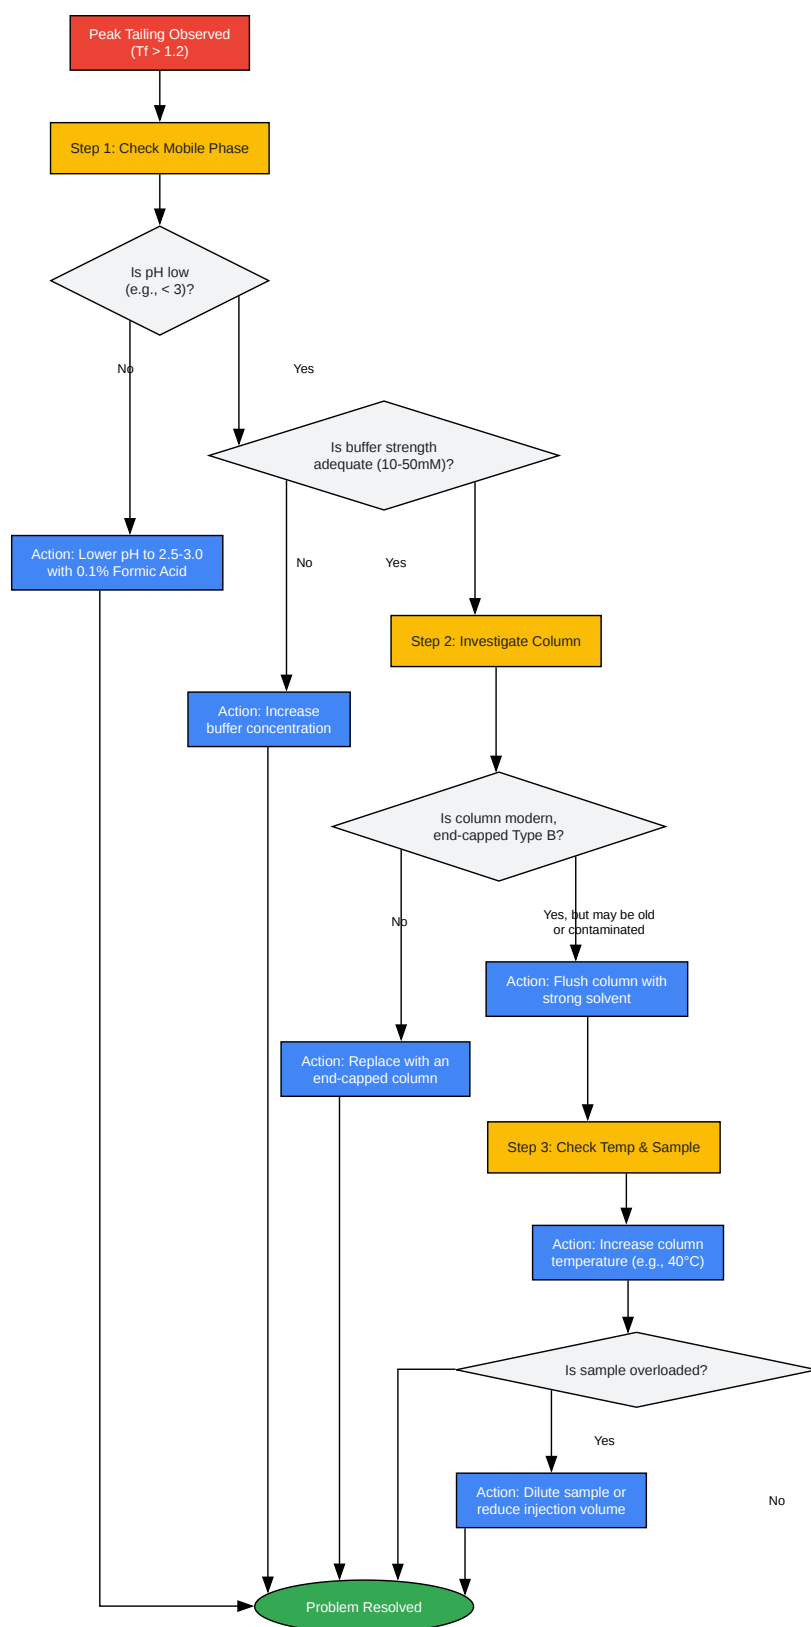 Peak Tailing Observed
(Tf > 1.2)
Step 1: Check Mobile Phase
Is pH low
(e.g., < 3)?
No
Yes
Is buffer strength
adequate (10-50mM)?
Action: Lower pH to 2.5-3.0
with 0.1% Formic Acid
No
Yes
Step 2: Investigate Column
Action: Increase
buffer concentration
Is column modern,
end-capped Type B?
No
Yes, but may be old
or contaminated
Action: Flush column with
strong solvent
Action: Replace with an
end-capped column
Step 3: Check Temp & Sample
Action: Increase column
temperature (e.g., 40°C)
Is sample overloaded?
Yes
No
Action: Dilute sample or
reduce injection volume
Problem Resolved